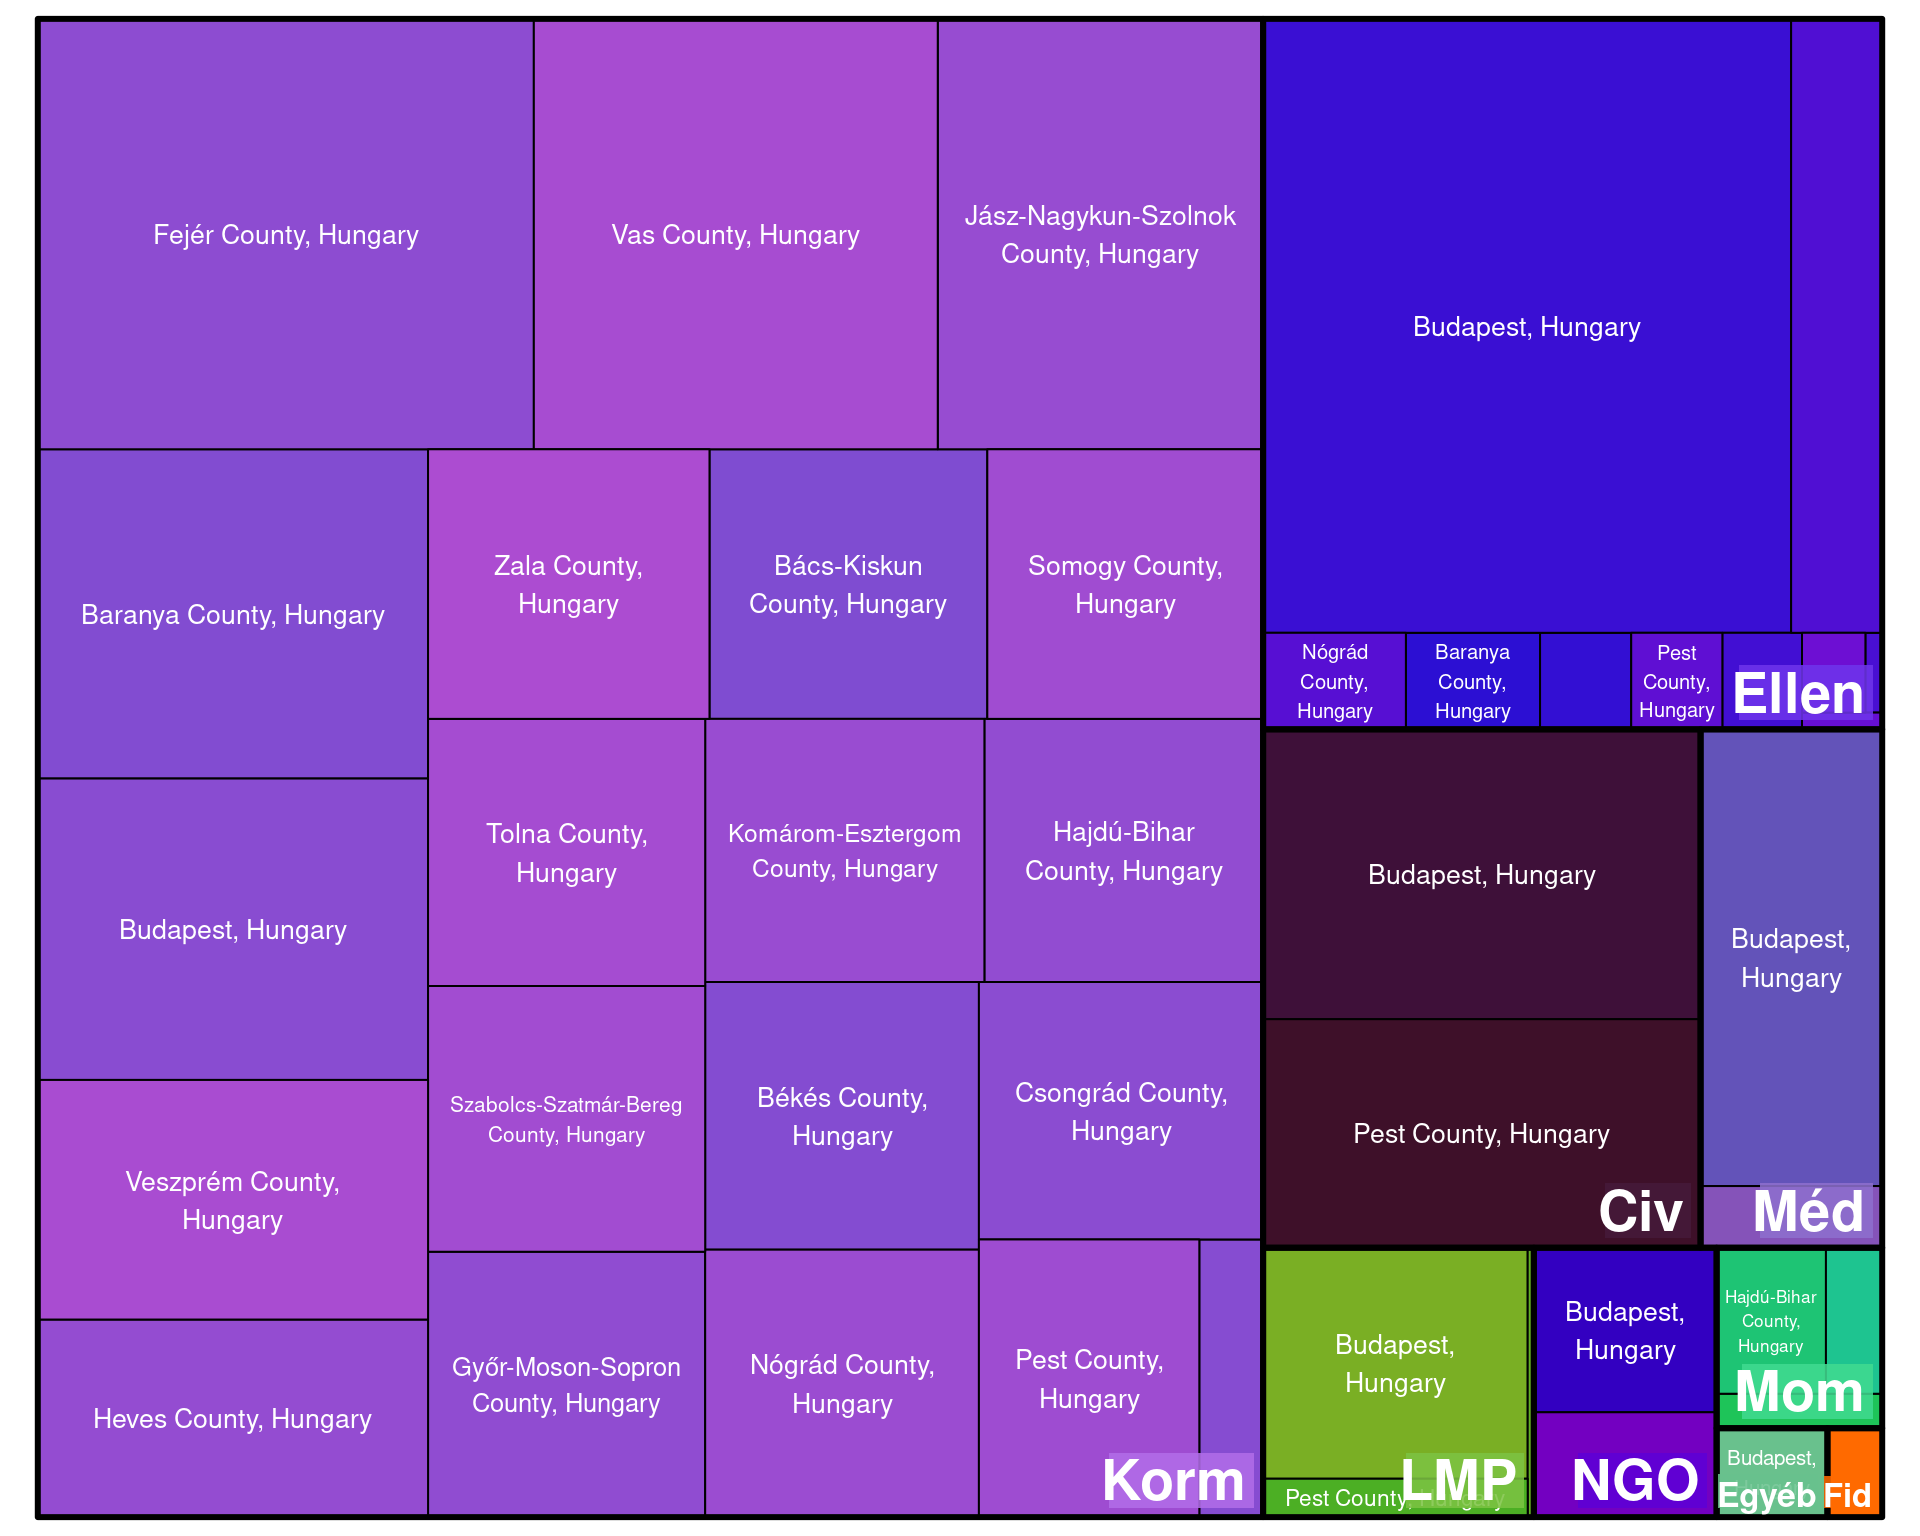 Fejér County, Hungary
Vas County, Hungary
Jász-Nagykun-Szolnok
County, Hungary
Baranya County, Hungary
Zala County,
Hungary
Bács-Kiskun
County, Hungary
Somogy County,
Hungary
Budapest, Hungary
Tolna County,
Hungary
Komárom-Esztergom
County, Hungary
Hajdú-Bihar
County, Hungary
Veszprém County,
Hungary
Szabolcs-Szatmár-Bereg
County, Hungary
Békés County,
Hungary
Csongrád County,
Hungary
Heves County, Hungary
Győr-Moson-Sopron
County, Hungary
Nógrád County,
Hungary
Pest County,
Hungary
Korm
Budapest, Hungary
Nógrád
County,
Hungary
Baranya
County,
Hungary
Pest
County,
Hungary
Ellen
Budapest, Hungary
Pest County, Hungary
Civ
Budapest,
Hungary
Méd
Budapest,
Hungary
Pest County, Hungary
LMP
Budapest,
Hungary
NGO
Hajdú-Bihar
County,
Hungary
Mom
Budapest,
Egyéb
Fid